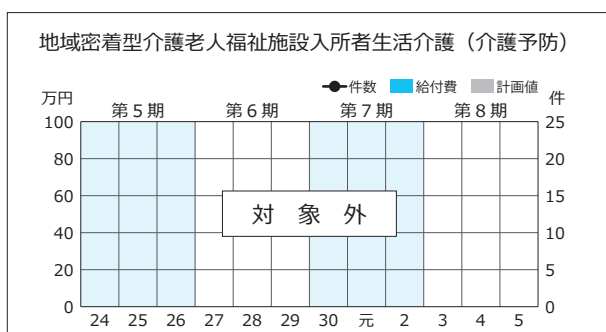 地域密着型介護老人福祉施設入所者生活介護（介護予防）
件数 給付費 計画値
万円 件
第5期 第6期 第7期 第8期
100 25
80 20
60 15
対 象 外
40 10
20 5
0 0
24 25 26 27 28 29 30 元 2 3 4 5